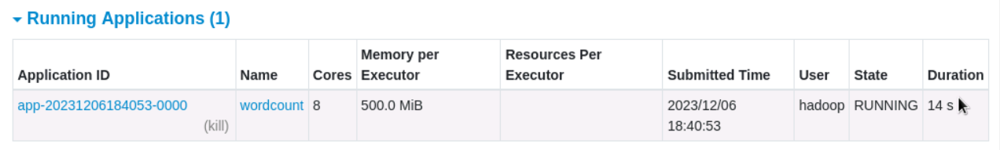 Running Applications (1)
Memory per Resources Per
Application ID Name Cores Executor Executor Submitted Time User State Duration
app-20231206184053-0000 wordcount 8 500.0 MiB 2023/12/06 hadoop RUNNING 14 s
(kill) 18:40:53